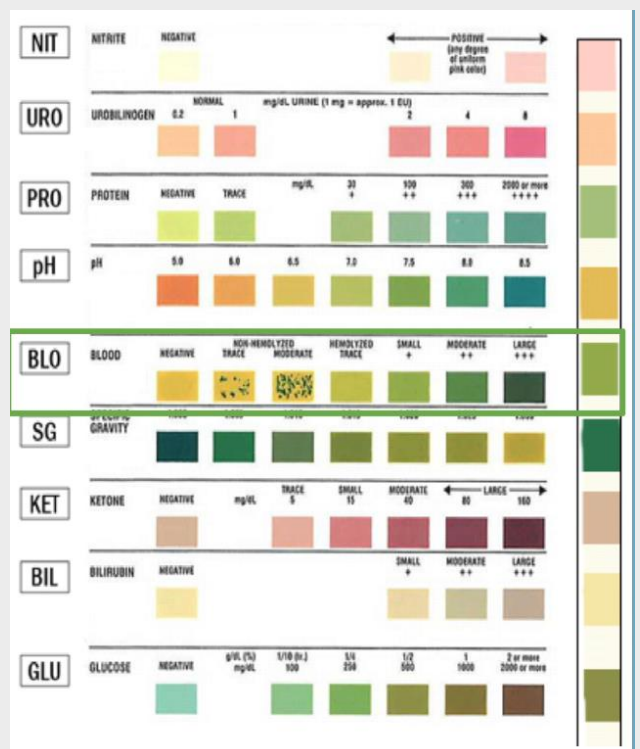 NIT NITRITE NEGATIVE POSITIVE
(any degree
of uniform
pink color)
NORMAL mg/dL URINE (1 mg = approx. 1 EU)
URO UROBILINOGEN 0.2 1 2 4 8
mg/dL 30 100 300 2000 or more
PRO PROTEIN NEGATIVE TRACE + ++ +++ ++++
pH pH 5.0 6.0 6.5 7.0 7.5 8.0 8.5
NON-HEMOLYZED HEMOLYZED SMALL MODERATE LARGE
BLO BLOOD NEGATIVE TRACE MODERATE TRACE + ++ +++
SG GRAVITY
TRACE SMALL MODERATE LARGE
KET KETONE NEGATIVE mg/dL 5 15 40 80 160
SMALL MODERATE LARGE
BIL BILIRUBIN NEGATIVE + ++ +++
g/dL (%) 1/10 (tr.) 1/4 1/2 1 2 or more
GLU GLUCOSE NEGATIVE mg/dL 100 250 500 1000 2000 or more